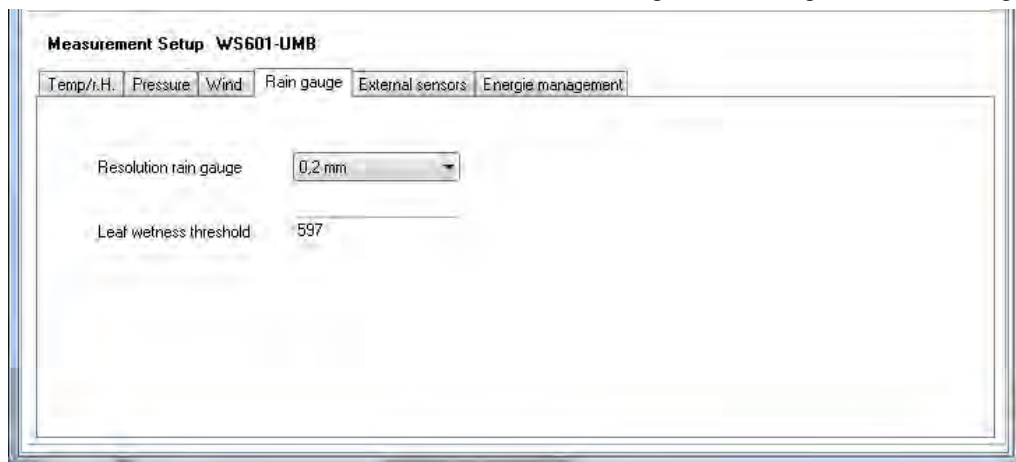 Measurement Setup WS601-UMB
Temp/r.H. Pressure Wind Rain gauge External sensors Energie management
Resolution rain gauge 0,2 mm
Leaf wetness threshold 597